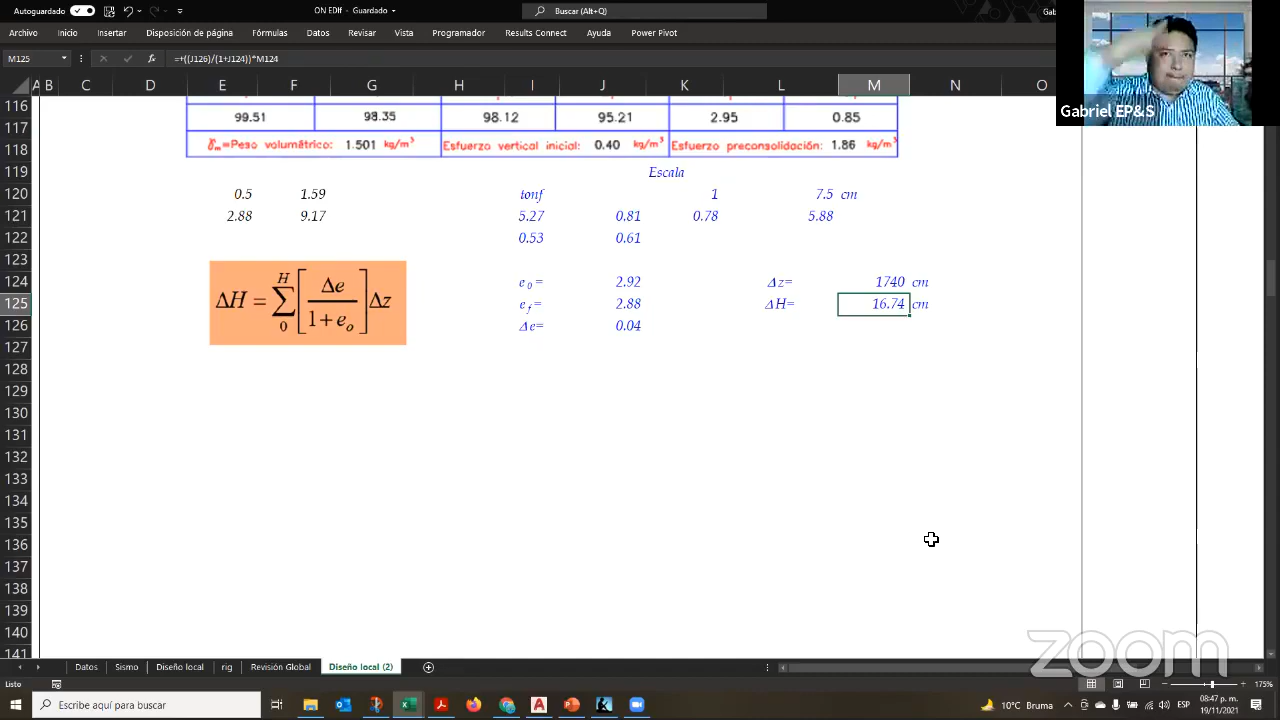 Autoguardado
ON EDIF - Guardado
Buscar (Alt+Q)
Gab
Archivo Inicio Insertar Disposición de página Fórmulas Datos Revisar Vista Programador Results Connect Ayuda Power Pivot
M125 fx =+((J126)/(1+J124))*M124
A B C D E F G H I J K L M N O
Gabriel EP&S
116
117 99.51 98.35 98.12 95.21 2.95 0.85
118 ɣm=Peso volumétrico: 1.501 kg/m³ Esfuerzo vertical inicial: 0.40 kg/m³ Esfuerzo preconsolidación: 1.86 kg/m³
119 Escala
120 0.5 1.59 tonf 1 7.5 cm
121 2.88 9.17 5.27 0.81 0.78 5.88
122 0.53 0.61
123
124 e₀= 2.92 Δz= 1740 cm
125 e_f= 2.88 ΔH= 16.74 cm
126 Δe= 0.04
ΔH = ∑₀ᴴ [Δe / (1 + eₒ)] Δz
127
128
129
130
131
132
133
134
135
136
137
138
139
140
141
zoom
Datos Sismo Diseño local rig Revisión Global Diseño local (2)
Listo 175%
Escribe aquí para buscar
10°C Bruma ESP 08:47 p. m.
19/11/2021